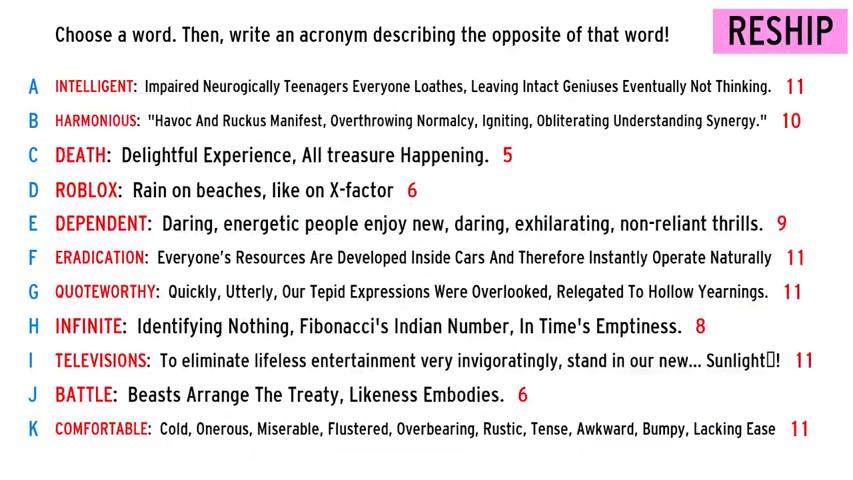 Choose a word. Then, write an acronym describing the opposite of that word! RESHIP
A INTELLIGENT: Impaired Neurogically Teenagers Everyone Loathes, Leaving Intact Geniuses Eventually Not Thinking. 11
B HARMONIOUS: "Havoc And Ruckus Manifest, Overthrowing Normalcy, Igniting, Obliterating Understanding Synergy." 10
C DEATH: Delightful Experience, All treasure Happening. 5
D ROBLOX: Rain on beaches, like on X-factor 6
E DEPENDENT: Daring, energetic people enjoy new, daring, exhilarating, non-reliant thrills. 9
F ERADICATION: Everyone's Resources Are Developed Inside Cars And Therefore Instantly Operate Naturally 11
G QUOTEWORTHY: Quickly, Utterly, Our Tepid Expressions Were Overlooked, Relegated To Hollow Yearnings. 11
H INFINITE: Identifying Nothing, Fibonacci's Indian Number, In Time's Emptiness. 8
I TELEVISIONS: To eliminate lifeless entertainment very invigoratingly, stand in our new... Sunlight▯! 11
J BATTLE: Beasts Arrange The Treaty, Likeness Embodies. 6
K COMFORTABLE: Cold, Onerous, Miserable, Flustered, Overbearing, Rustic, Tense, Awkward, Bumpy, Lacking Ease 11